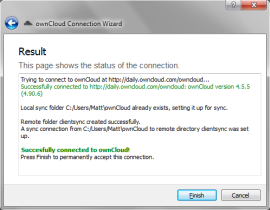 ownCloud Connection Wizard
Result
This page shows the status of the connection.
Trying to connect to ownCloud at http://daily.owncloud.com/owncloud...
Successfully connected to http://daily.owncloud.com/owncloud: ownCloud version 4.5.5
(4.90.6)
Local sync folder C:/Users/Matt\ownCloud already exists, setting it up for sync.
Remote folder clientsync created successfully.
A sync connection from C:/Users/Matt\ownCloud to remote directory clientsync was set
up.
Succesfully connected to ownCloud!
Press Finish to permanently accept this connection.
Finish
Cancel